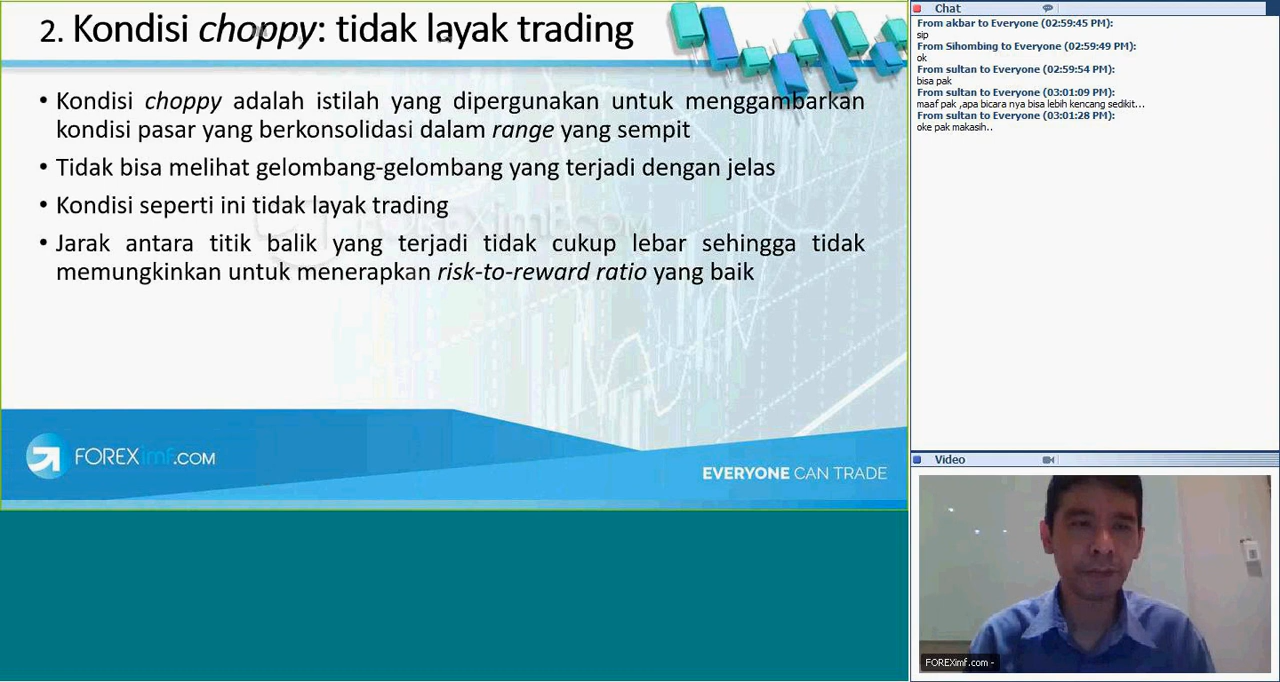 2. Kondisi choppy: tidak layak trading
• Kondisi choppy adalah istilah yang dipergunakan untuk menggambarkan
kondisi pasar yang berkonsolidasi dalam range yang sempit
• Tidak bisa melihat gelombang-gelombang yang terjadi dengan jelas
• Kondisi seperti ini tidak layak trading
• Jarak antara titik balik yang terjadi tidak cukup lebar sehingga tidak
memungkinkan untuk menerapkan risk-to-reward ratio yang baik
FOREXimf.COM
FOREXimf.COM
EVERYONE CAN TRADE
Chat
From akbar to Everyone (02:59:45 PM):
sip
From Sihombing to Everyone (02:59:49 PM):
ok
From sultan to Everyone (02:59:54 PM):
bisa pak
From sultan to Everyone (03:01:09 PM):
maaf pak ,apa bicara nya bisa lebih kencang sedikit...
From sultan to Everyone (03:01:28 PM):
oke pak makasih..
Video
FOREXimf.com -